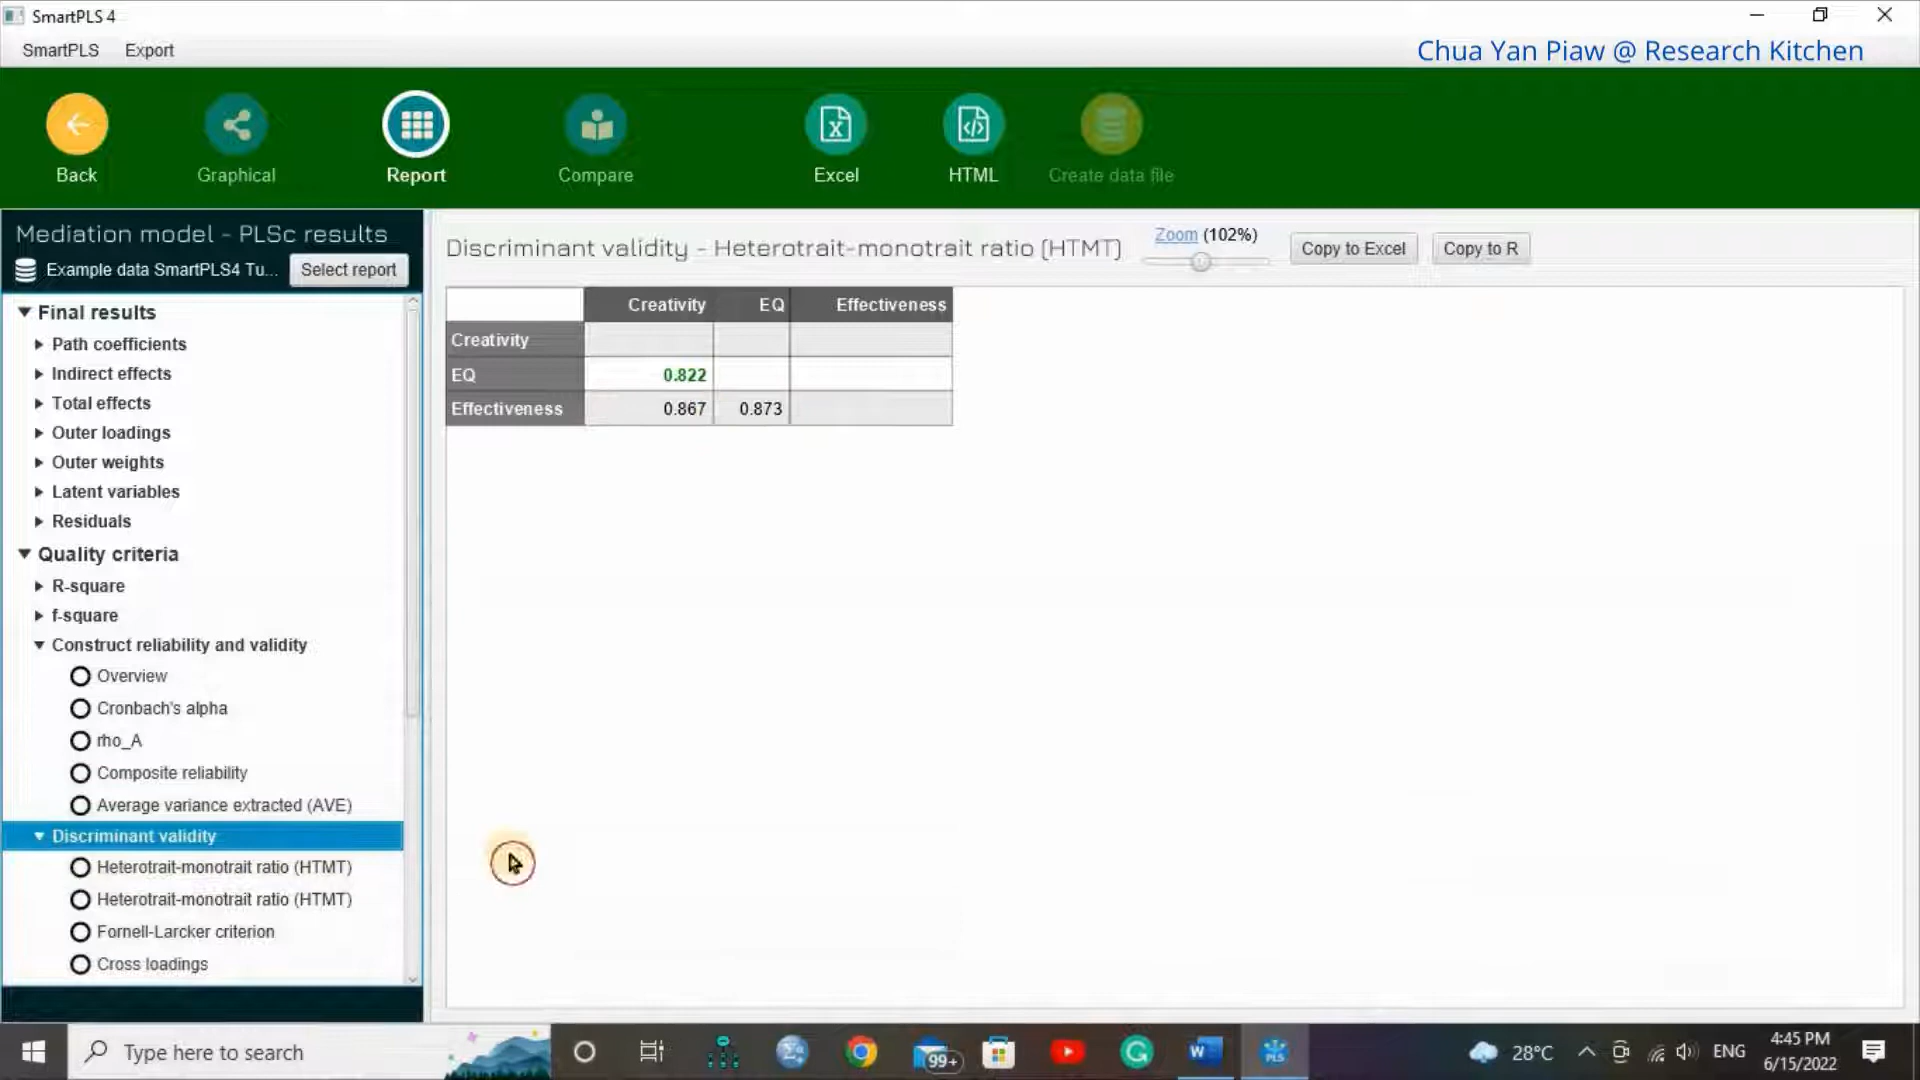 SmartPLS 4
SmartPLS Export
Chua Yan Piaw @ Research Kitchen
Back Graphical Report Compare Excel HTML Create data file
Mediation model - PLSc results
Example data SmartPLS4 Tu... Select report
Final results
Path coefficients
Indirect effects
Total effects
Outer loadings
Outer weights
Latent variables
Residuals
Quality criteria
R-square
f-square
Construct reliability and validity
Overview
Cronbach's alpha
rho_A
Composite reliability
Average variance extracted (AVE)
Discriminant validity
Heterotrait-monotrait ratio (HTMT)
Heterotrait-monotrait ratio (HTMT)
Fornell-Larcker criterion
Cross loadings
Discriminant validity - Heterotrait-monotrait ratio (HTMT) Zoom (102%) Copy to Excel Copy to R
Creativity EQ Effectiveness
Creativity
EQ 0.822
Effectiveness 0.867 0.873
Type here to search
99+
W
PLS
28°C
ENG
4:45 PM
6/15/2022